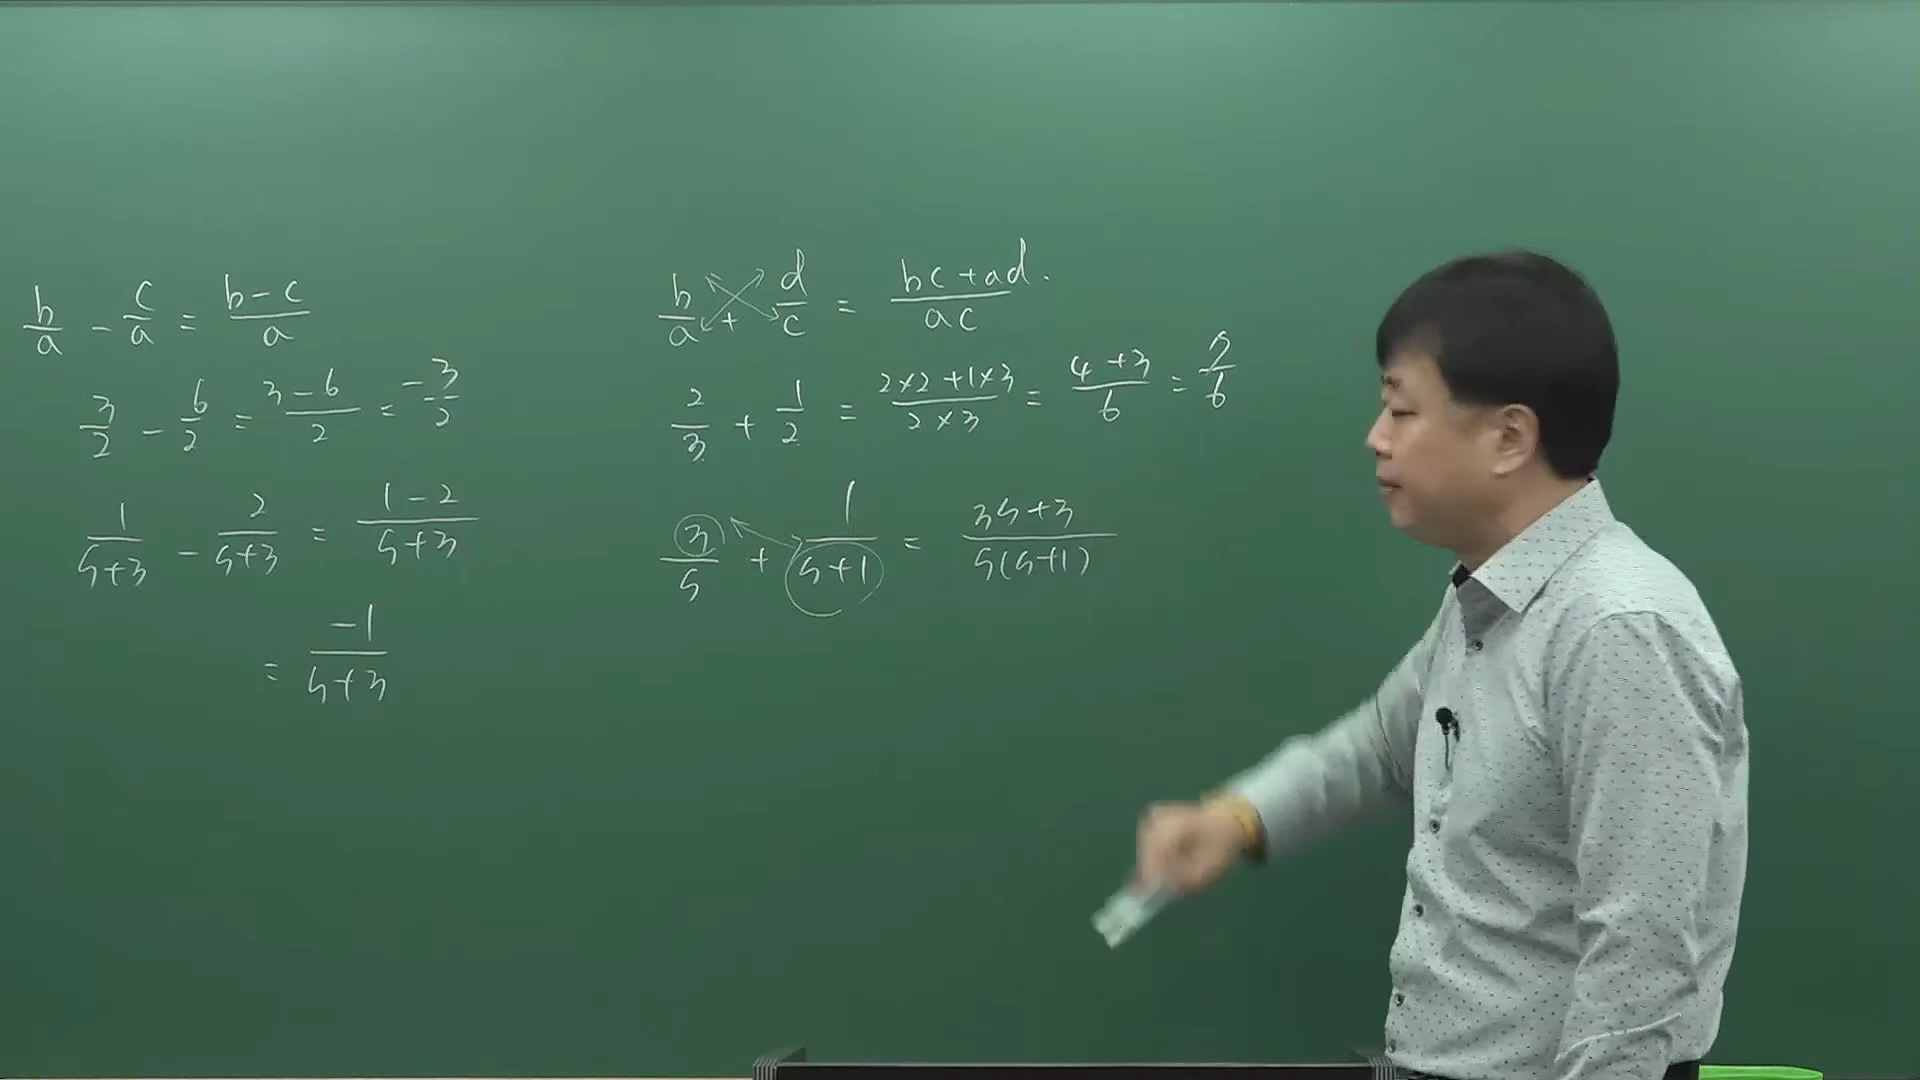 b/a - c/a = (b-c)/a
3/2 - 6/2 = (3-6)/2 = -3/2
1/(s+3) - 2/(s+3) = (1-2)/(s+3)
= -1/(s+3)
b/a + d/c = (bc+ad)/ac.
2/3 + 1/2 = (2×2+1×3)/(2×3) = (4+3)/6 = 7/6
3/s + 1/(s+1) = (3s+3)/(s(s+1))